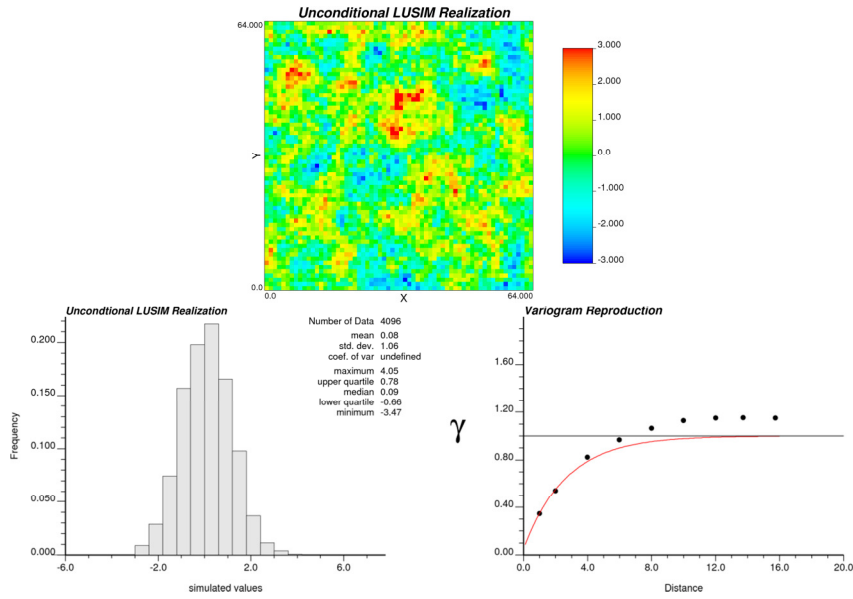 Unconditional LUSIM Realization
64.000
Y
0.0
0.0
X
64.000
3.000
2.000
1.000
0.0
-1.000
-2.000
-3.000
Uncondtional LUSIM Realization
Frequency
0.200
0.150
0.100
0.050
0.000
-6.0
-2.0
2.0
6.0
simulated values
Number of Data 4096
mean 0.08
std. dev. 1.06
coef. of var undefined
maximum 4.05
upper quartile 0.78
median 0.09
lower quartile -0.66
minimum -3.47
Variogram Reproduction
γ
1.60
1.20
0.80
0.40
0.00
0.0
4.0
8.0
12.0
16.0
20.0
Distance